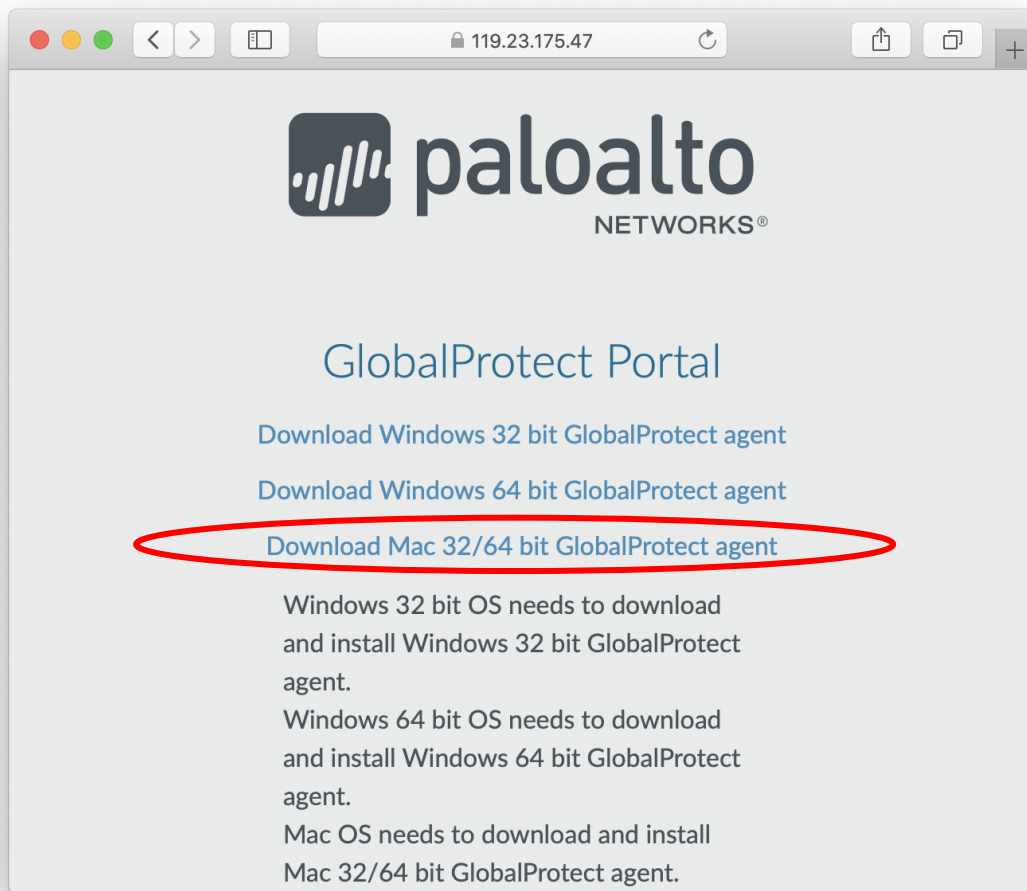 119.23.175.47
paloalto
NETWORKS®
GlobalProtect Portal
Download Windows 32 bit GlobalProtect agent
Download Windows 64 bit GlobalProtect agent
Download Mac 32/64 bit GlobalProtect agent
Windows 32 bit OS needs to download
and install Windows 32 bit GlobalProtect
agent.
Windows 64 bit OS needs to download
and install Windows 64 bit GlobalProtect
agent.
Mac OS needs to download and install
Mac 32/64 bit GlobalProtect agent.